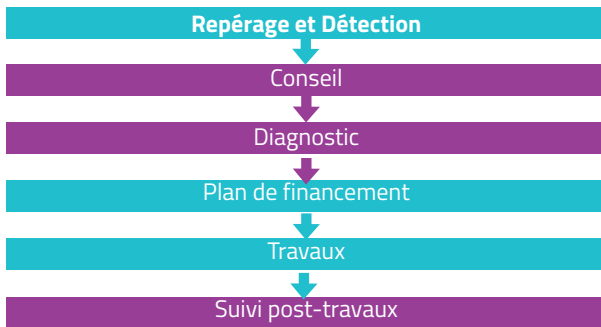 Repérage et Détection
Conseil
Diagnostic
Plan de financement
Travaux
Suivi post-travaux